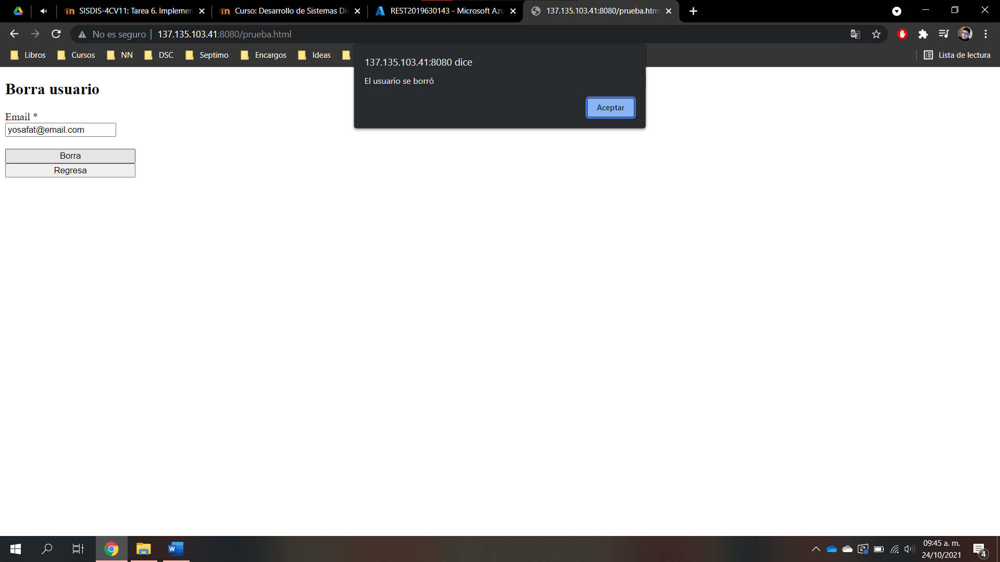 SISDIS-4CV11: Tarea 6. Implemen
Curso: Desarrollo de Sistemas Dis
REST2019630143 - Microsoft Azu
137.135.103.41:8080/prueba.html
No es seguro
137.135.103.41:8080/prueba.html
Libros
Cursos
NN
DSC
Septimo
Encargos
Ideas
Lista de lectura
137.135.103.41:8080 dice
El usuario se borró
Aceptar
Borra usuario
Email *
yosafat@email.com
Borra
Regresa
09:45 a. m.
24/10/2021
4